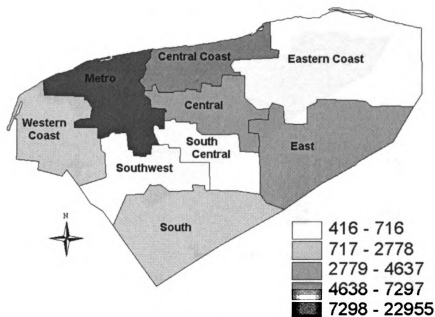 Central Coast
Eastern Coast
Metro
Central
Western
Coast
South
Central
East
Southwest
South
N
416 - 716
717 - 2778
2779 - 4637
4638 - 7297
7298 - 22955